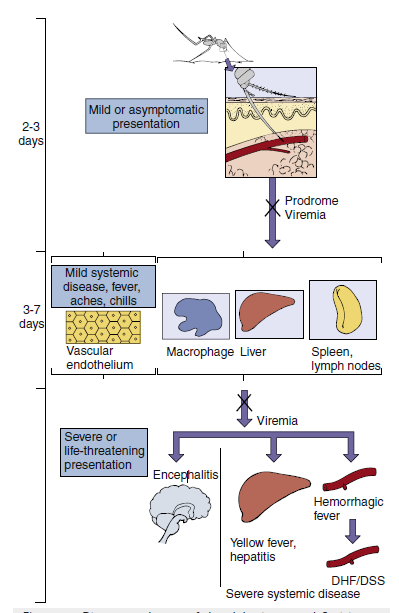 Mild or asymptomatic
presentation
2-3
days
Prodrome
Viremia
Mild systemic
disease, fever,
aches, chills
3-7
days
Vascular
endothelium
Macrophage
Liver
Spleen,
lymph nodes
Viremia
Severe or
life-threatening
presentation
Encephalitis
Hemorrhagic
fever
Yellow fever,
hepatitis
DHF/DSS
Severe systemic disease